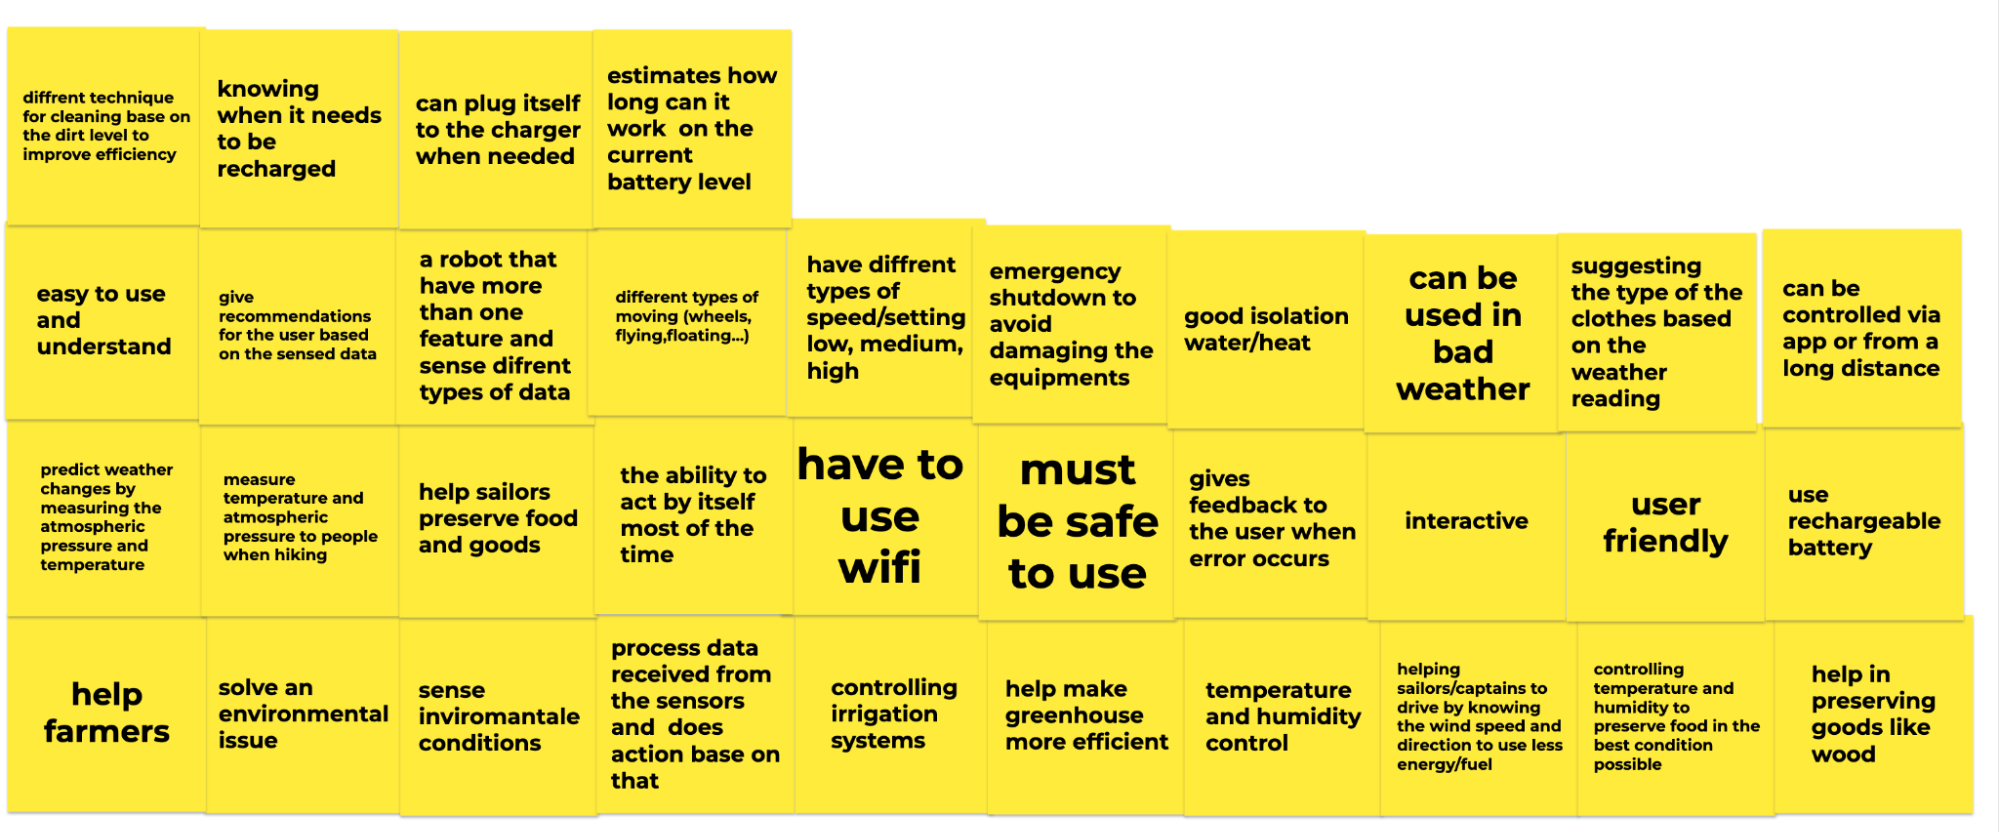 diffrent technique
for cleaning base on
the dirt level to
improve efficiency
knowing
when it needs
to be
recharged
can plug itself
to the charger
when needed
estimates how
long can it
work on the
current
battery level
easy to use
and
understand
give
recommendations
for the user based
on the sensed data
a robot that
have more
than one
feature and
sense difrent
types of data
different types of
moving (wheels,
flying,floating...)
have diffrent
types of
speed/setting
low, medium,
high
emergency
shutdown to
avoid
damaging the
equipments
good isolation
water/heat
can be
used in
bad
weather
suggesting
the type of the
clothes based
on the
weather
reading
can be
controlled via
app or from a
long distance
predict weather
changes by
measuring the
atmospheric
pressure and
temperature
measure
temperature and
atmospheric
pressure to people
when hiking
help sailors
preserve food
and goods
the ability to
act by itself
most of the
time
have to
use
wifi
must
be safe
to use
gives
feedback to
the user when
error occurs
interactive
user
friendly
use
rechargeable
battery
help
farmers
solve an
environmental
issue
sense
inviromantale
conditions
process data
received from
the sensors
and does
action base on
that
controlling
irrigation
systems
help make
greenhouse
more efficient
temperature
and humidity
control
helping
sailors/captains to
drive by knowing
the wind speed and
direction to use less
energy/fuel
controlling
temperature and
humidity to
preserve food in the
best condition
possible
help in
preserving
goods like
wood